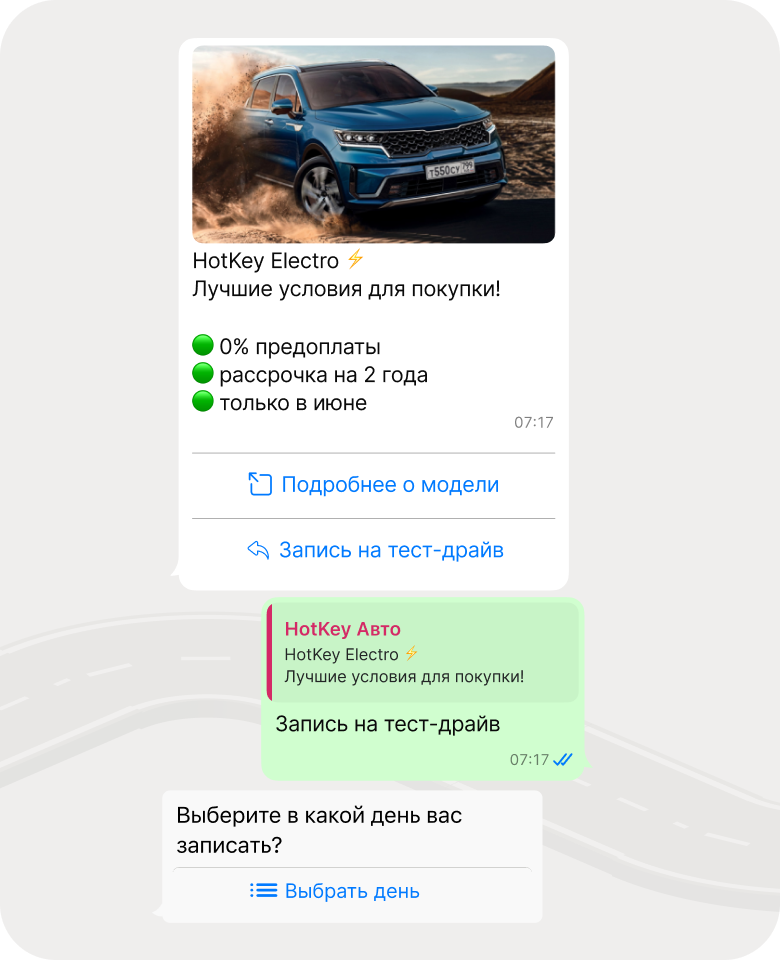 Т550СУ 799
HotKey Electro ⚡
Лучшие условия для покупки!
🟢 0% предоплаты
🟢 рассрочка на 2 года
🟢 только в июне
07:17
Подробнее о модели
Запись на тест-драйв
HotKey Авто
HotKey Electro ⚡
Лучшие условия для покупки!
Запись на тест-драйв
07:17
Выберите в какой день вас
записать?
Выбрать день